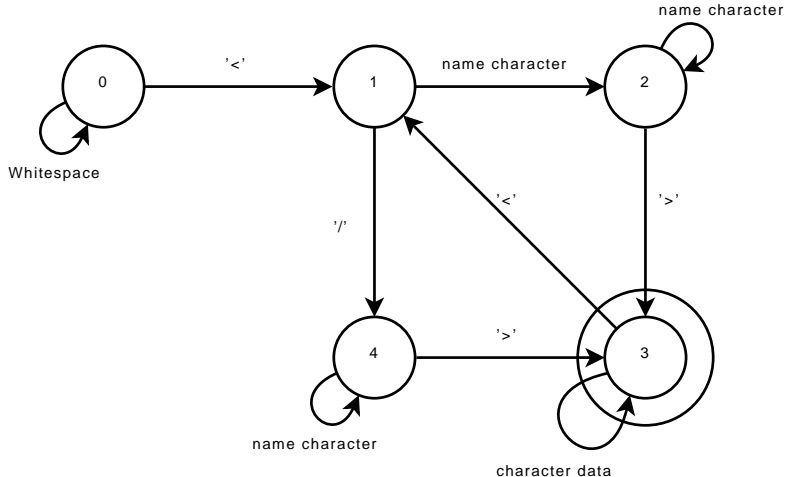 name character
'<'
name character
0
1
2
Whitespace
'<'
'>'
'/'
'>'
4
3
name character
character data